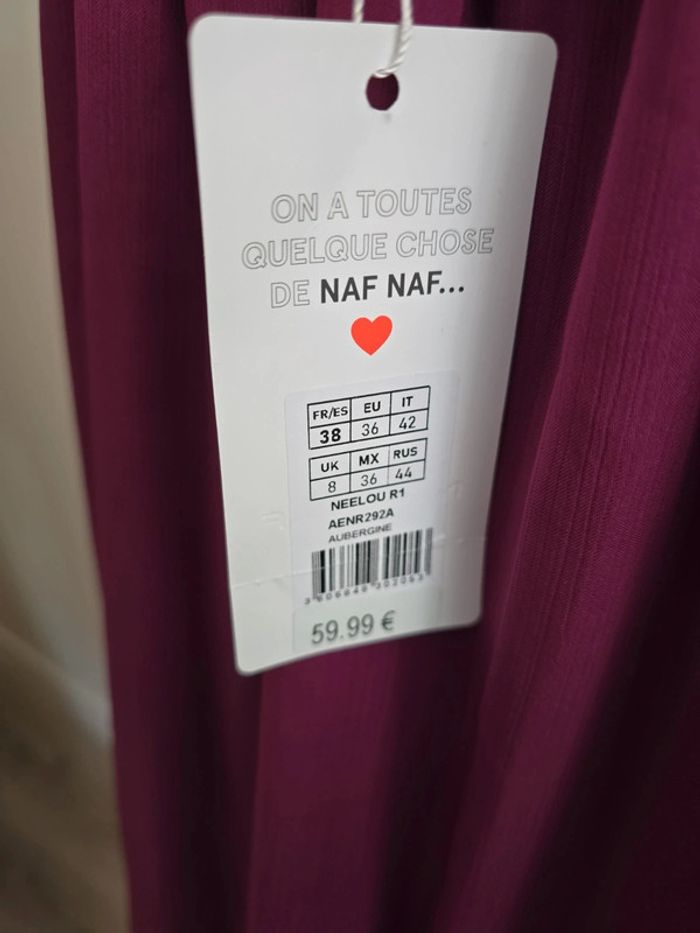 ON A TOUTES
QUELQUE CHOSE
DE NAF NAF...
FR/ES EU IT
38 36 42
UK MX RUS
8 36 44
NEELOU R1
AENR292A
AUBERGINE
59.99 €